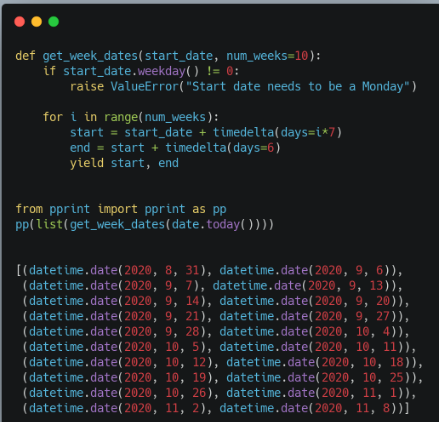 def get_week_dates(start_date, num_weeks=10):
    if start_date.weekday() != 0:
        raise ValueError("Start date needs to be a Monday")

    for i in range(num_weeks):
        start = start_date + timedelta(days=i*7)
        end = start + timedelta(days=6)
        yield start, end


from pprint import pprint as pp
pp(list(get_week_dates(date.today())))


[(datetime.date(2020, 8, 31), datetime.date(2020, 9, 6)),
 (datetime.date(2020, 9, 7), datetime.date(2020, 9, 13)),
 (datetime.date(2020, 9, 14), datetime.date(2020, 9, 20)),
 (datetime.date(2020, 9, 21), datetime.date(2020, 9, 27)),
 (datetime.date(2020, 9, 28), datetime.date(2020, 10, 4)),
 (datetime.date(2020, 10, 5), datetime.date(2020, 10, 11)),
 (datetime.date(2020, 10, 12), datetime.date(2020, 10, 18)),
 (datetime.date(2020, 10, 19), datetime.date(2020, 10, 25)),
 (datetime.date(2020, 10, 26), datetime.date(2020, 11, 1)),
 (datetime.date(2020, 11, 2), datetime.date(2020, 11, 8))]